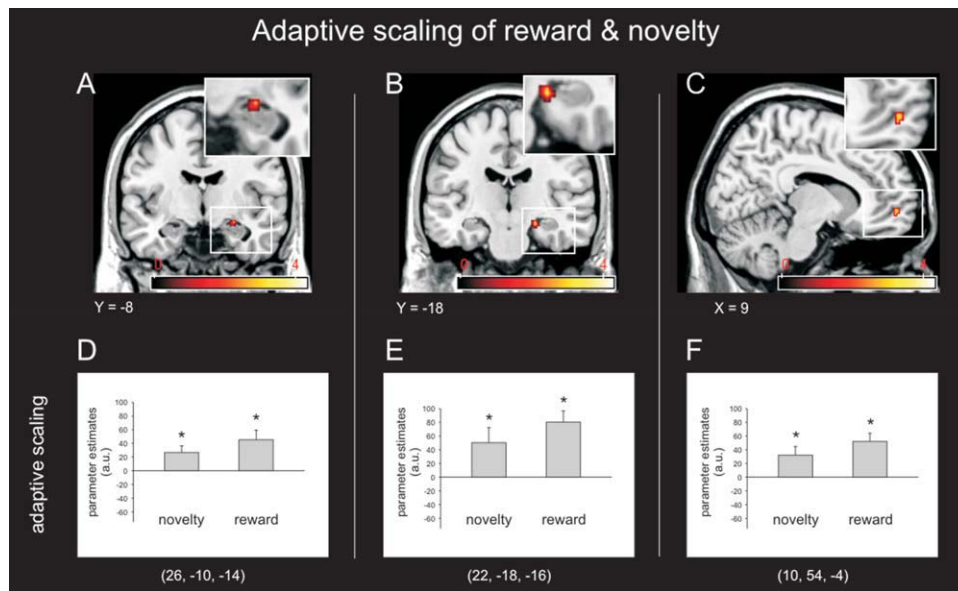 Adaptive scaling of reward & novelty
A
B
C
0
4
0
4
0
4
Y = -8
Y = -18
X = 9
adaptive scaling
D
parameter estimates
(a.u.)
100
80
60
40
20
0
-20
-40
-60
*
*
novelty
reward
(26, -10, -14)
E
parameter estimates
(a.u.)
100
80
60
40
20
0
-20
-40
-60
*
*
novelty
reward
(22, -18, -16)
F
parameter estimates
(a.u.)
100
80
60
40
20
0
-20
-40
-60
*
*
novelty
reward
(10, 54, -4)